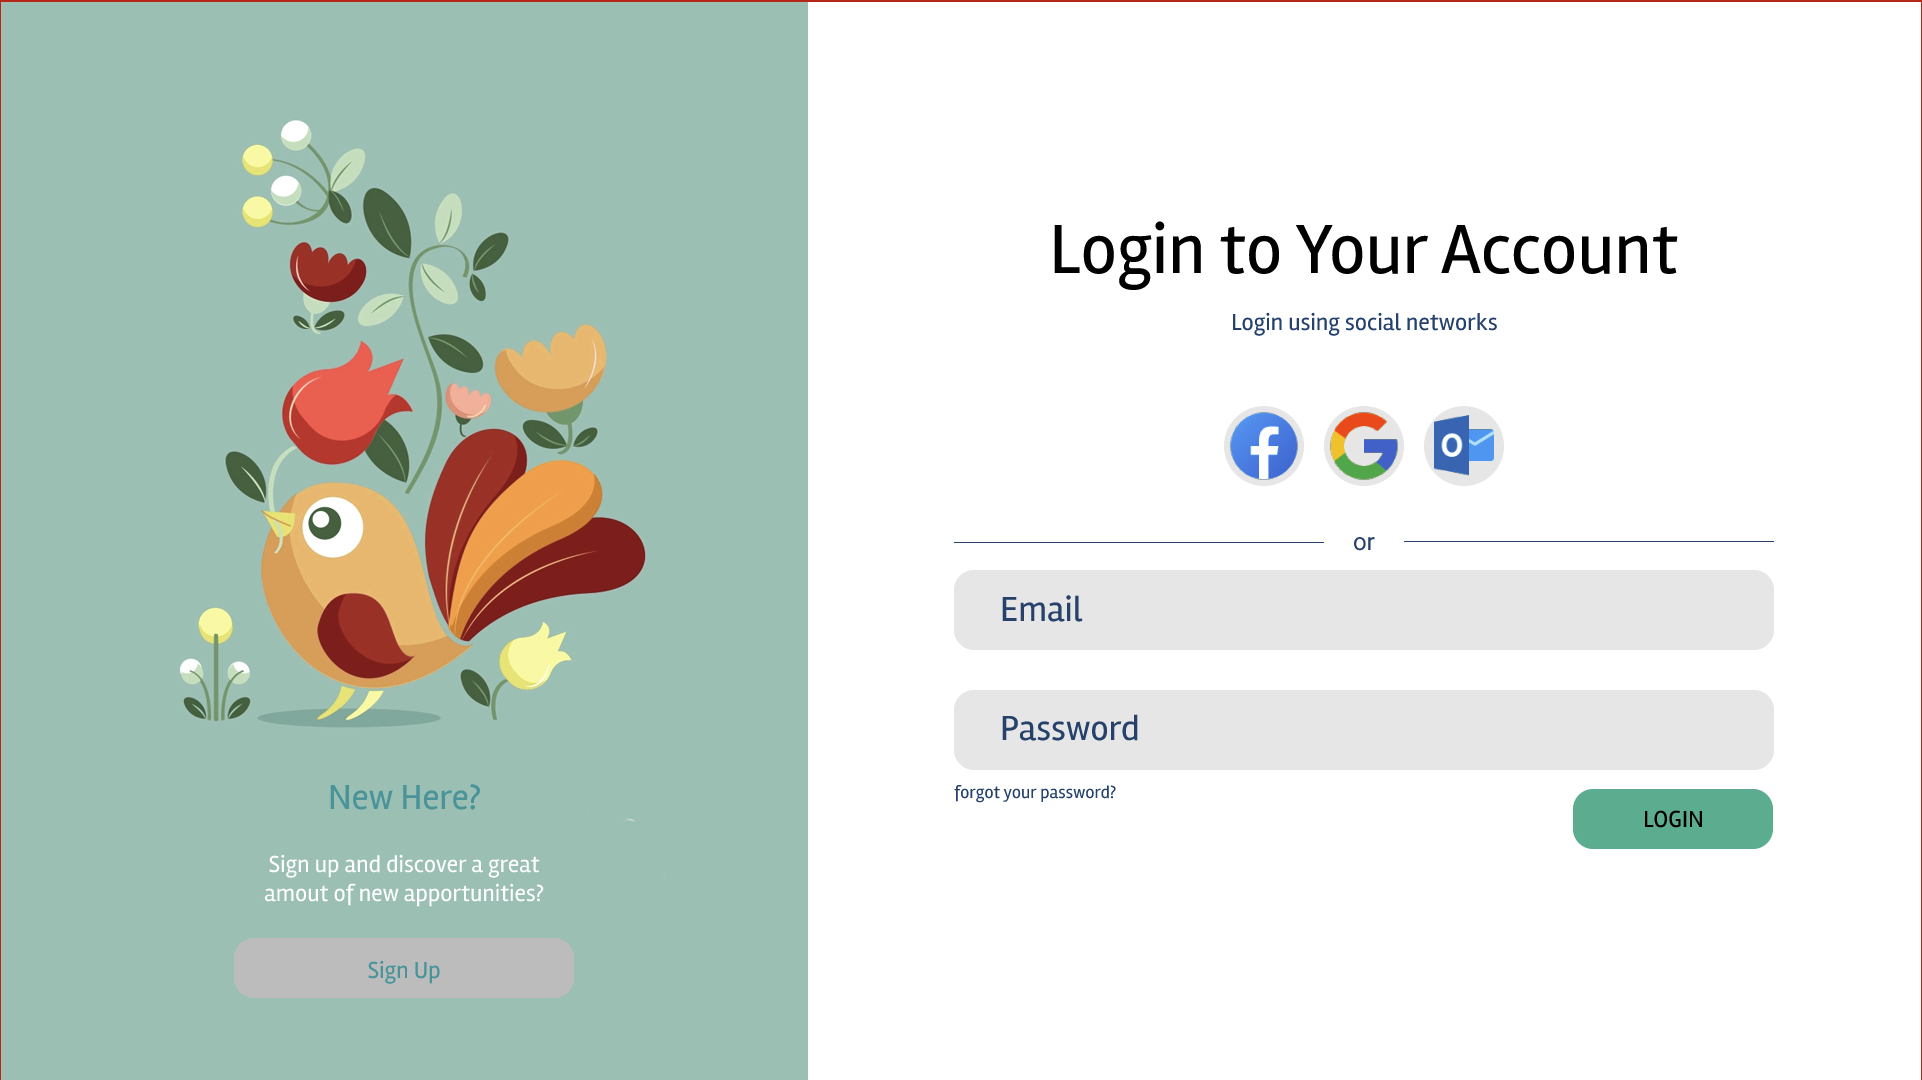 New Here?
Sign up and discover a great
amout of new apportunities?
Sign Up
Login to Your Account
Login using social networks
or
Email
Password
forgot your password?
LOGIN